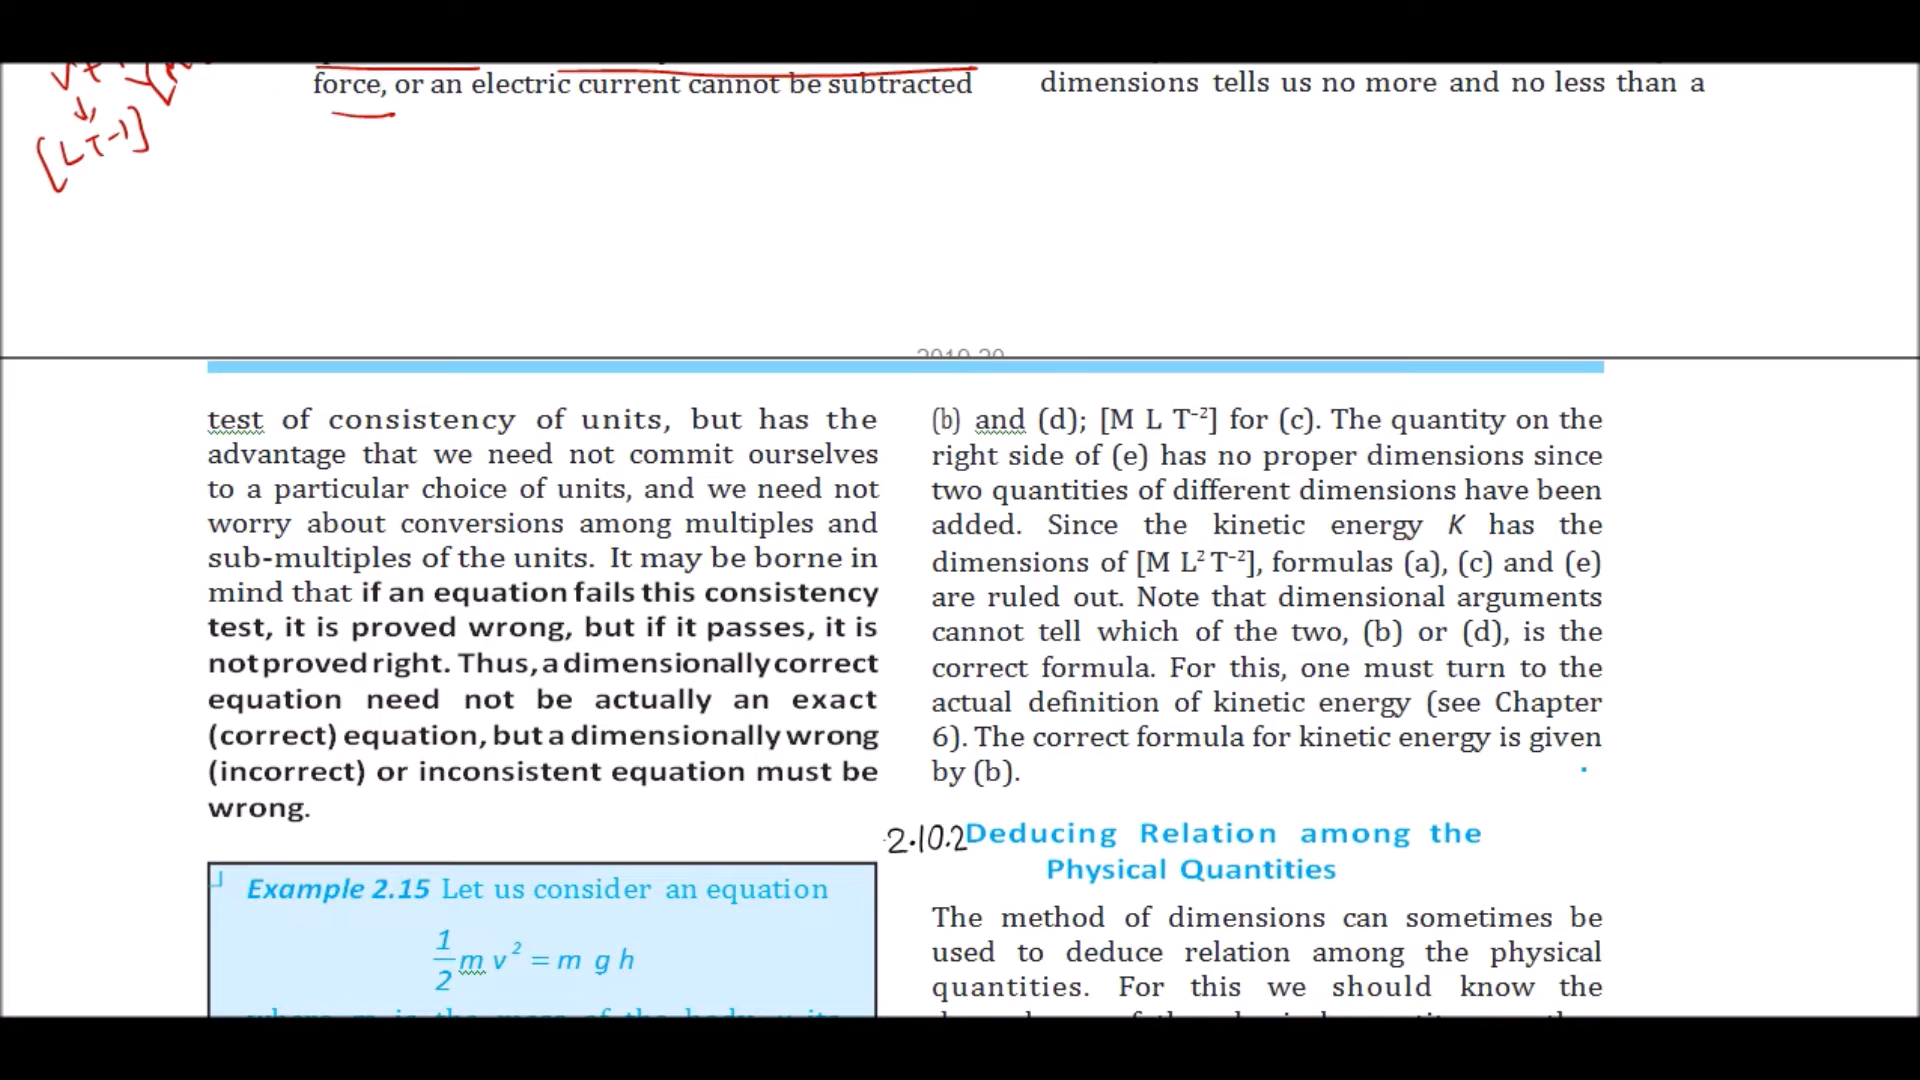 force, or an electric current cannot be subtracted
[LT-1]
dimensions tells us no more and no less than a
2019-20
test of consistency of units, but has the
advantage that we need not commit ourselves
to a particular choice of units, and we need not
worry about conversions among multiples and
sub-multiples of the units. It may be borne in
mind that if an equation fails this consistency
test, it is proved wrong, but if it passes, it is
not proved right. Thus, a dimensionally correct
equation need not be actually an exact
(correct) equation, but a dimensionally wrong
(incorrect) or inconsistent equation must be
wrong.
Example 2.15 Let us consider an equation
1/2 m v² = m g h
(b) and (d); [M L T⁻²] for (c). The quantity on the
right side of (e) has no proper dimensions since
two quantities of different dimensions have been
added. Since the kinetic energy K has the
dimensions of [M L² T⁻²], formulas (a), (c) and (e)
are ruled out. Note that dimensional arguments
cannot tell which of the two, (b) or (d), is the
correct formula. For this, one must turn to the
actual definition of kinetic energy (see Chapter
6). The correct formula for kinetic energy is given
by (b).
2.10.2 Deducing Relation among the
Physical Quantities
The method of dimensions can sometimes be
used to deduce relation among the physical
quantities. For this we should know the